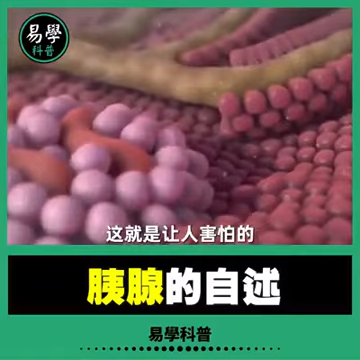 易學
科普
这就是让人害怕的
胰腺的自述
易學科普